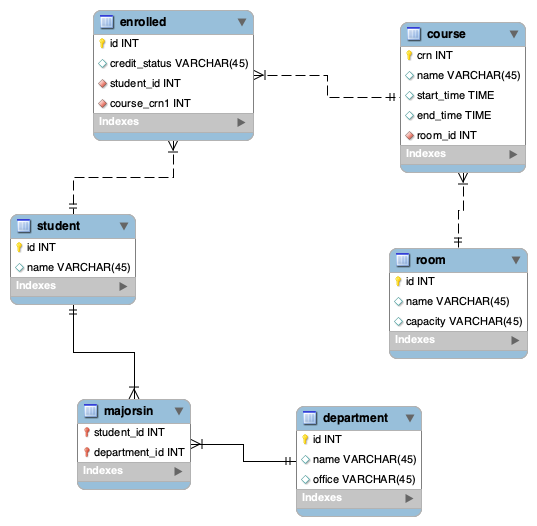 enrolled
id INT
credit_status VARCHAR(45)
student_id INT
course_crn1 INT
Indexes
course
crn INT
name VARCHAR(45)
start_time TIME
end_time TIME
room_id INT
Indexes
student
id INT
name VARCHAR(45)
Indexes
room
id INT
name VARCHAR(45)
capacity VARCHAR(45)
Indexes
majorsin
student_id INT
department_id INT
Indexes
department
id INT
name VARCHAR(45)
office VARCHAR(45)
Indexes